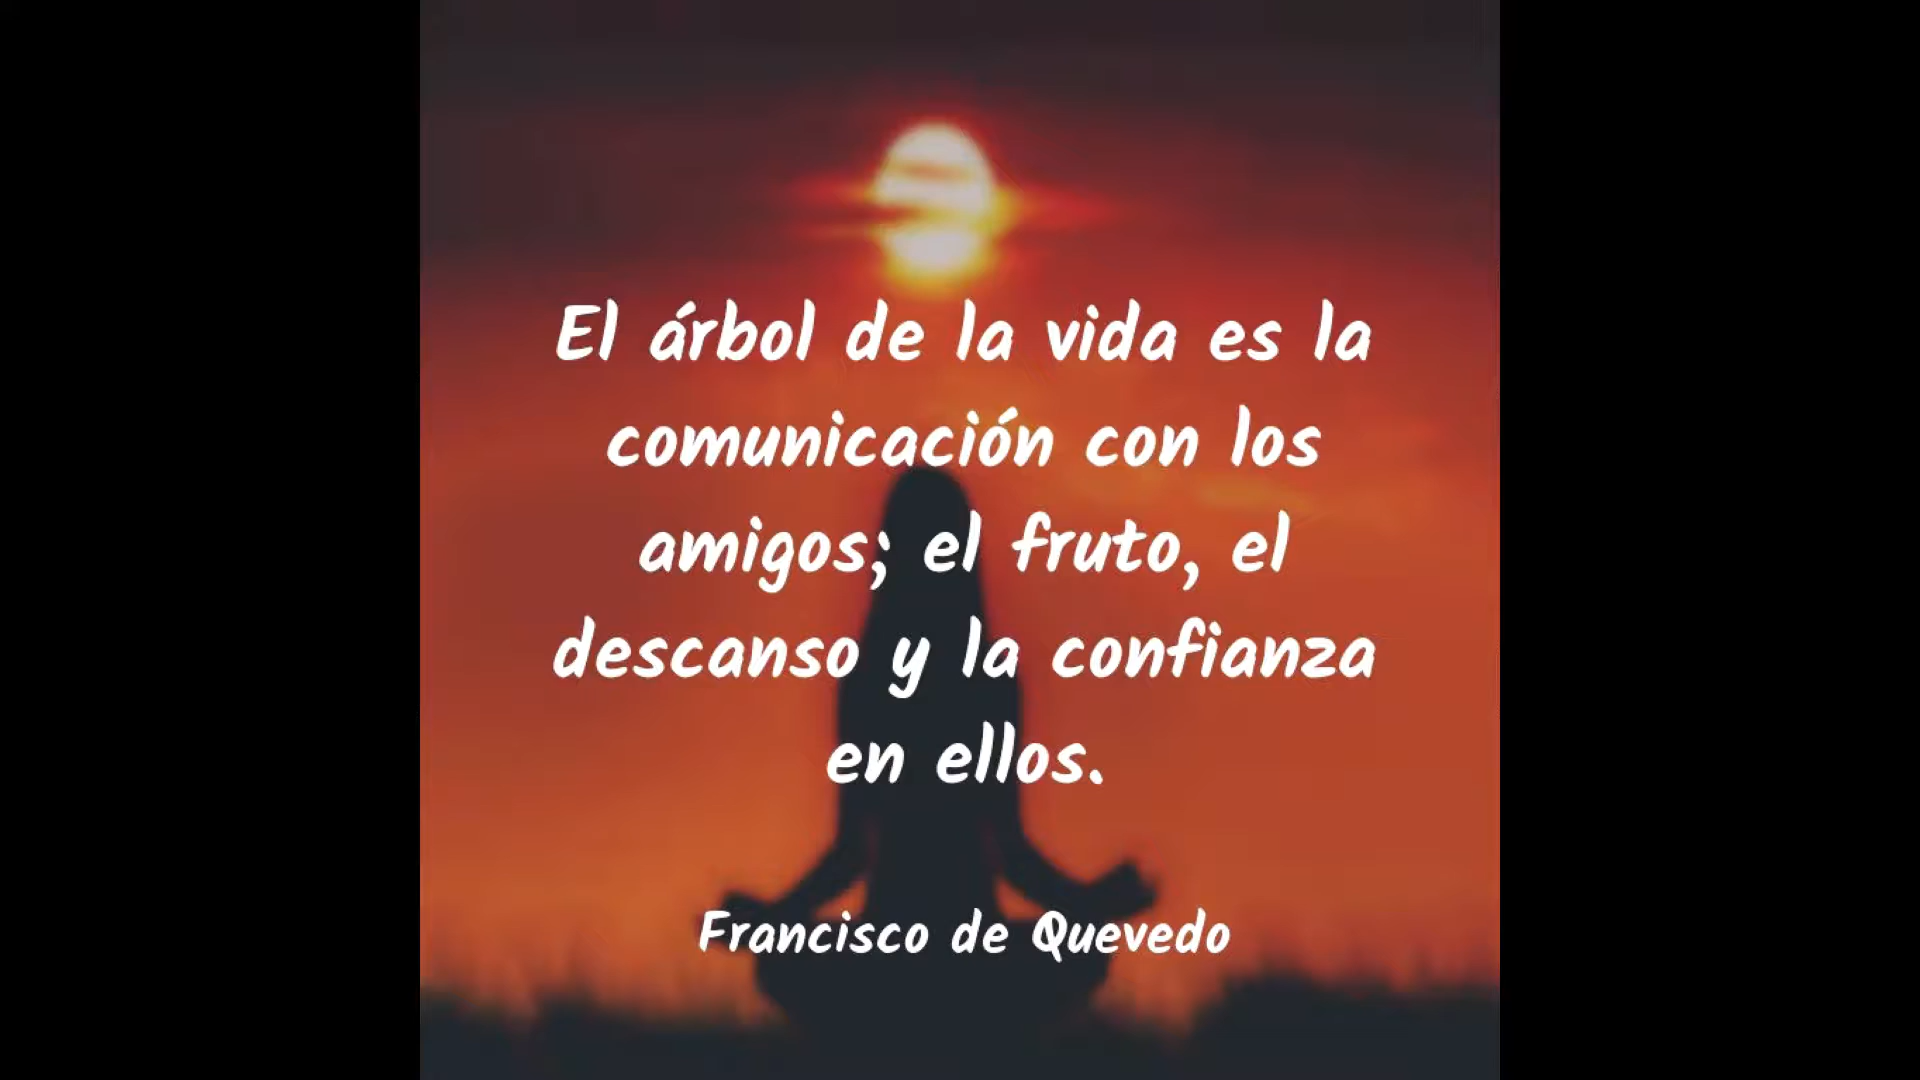 El árbol de la vida es la
comunicación con los
amigos; el fruto, el
descanso y la confianza
en ellos.
Francisco de Quevedo